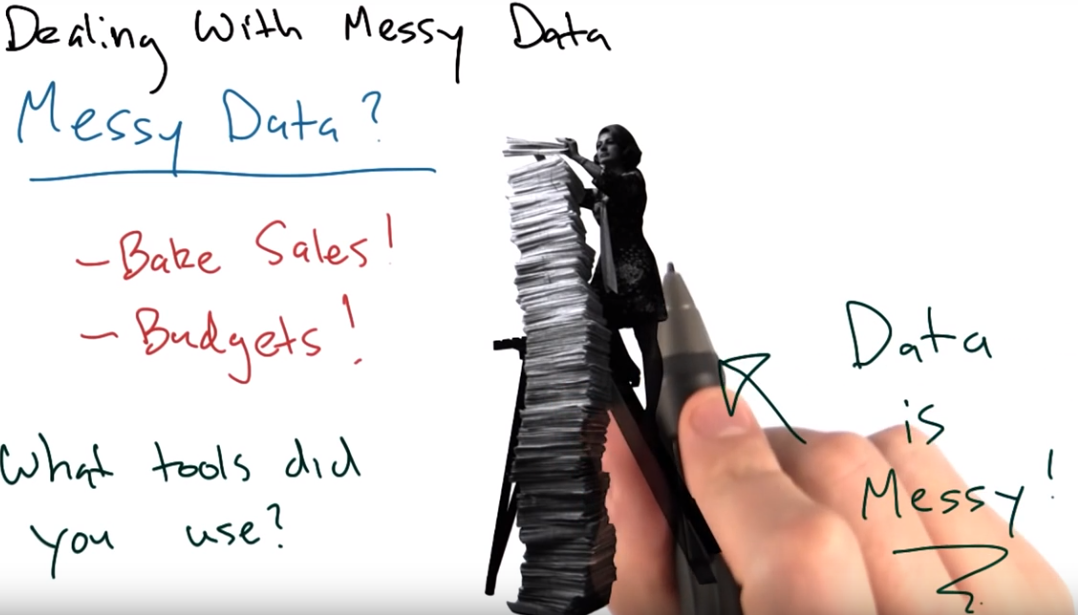 Dealing With Messy Data
Messy Data?
- Bake Sales!
- Budgets!
What tools did
you use?
Data
is
Messy!